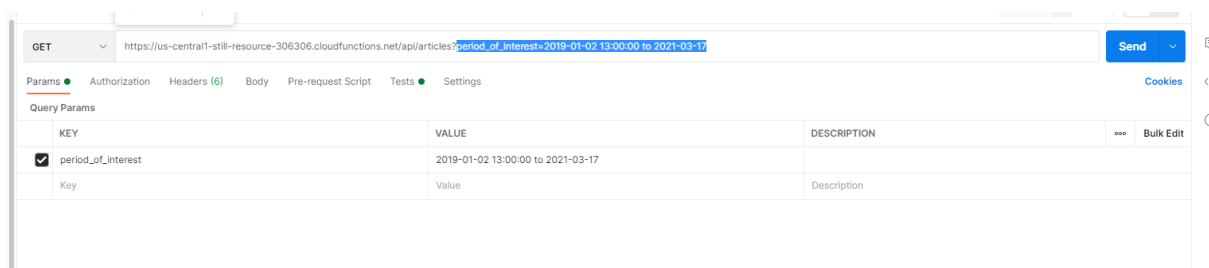 GET https://us-central1-still-resource-306306.cloudfunctions.net/api/articles?period_of_interest=2019-01-02 13:00:00 to 2021-03-17 Send
Params Authorization Headers (6) Body Pre-request Script Tests Settings Cookies
Query Params
KEY VALUE DESCRIPTION ooo Bulk Edit
period_of_interest 2019-01-02 13:00:00 to 2021-03-17
Key Value Description